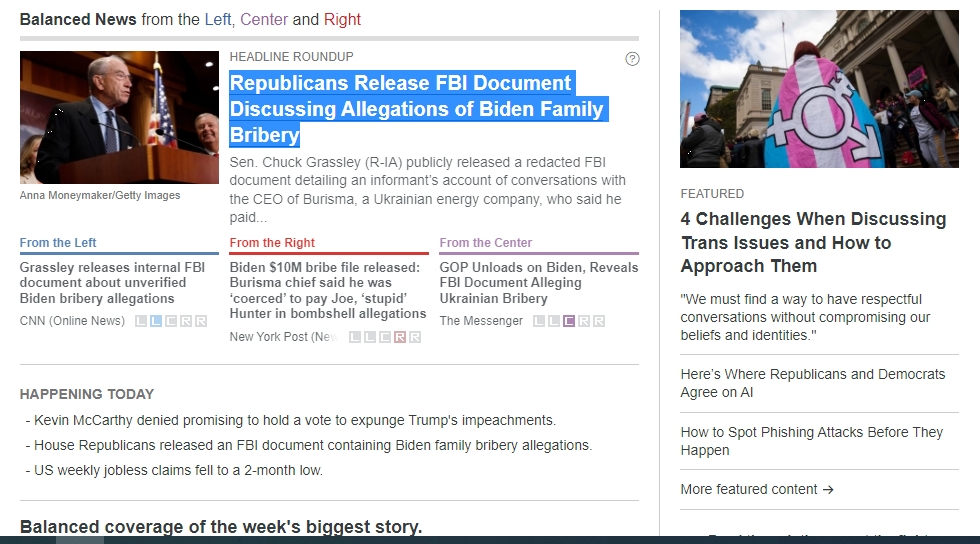 Balanced News from the Left, Center and Right
HEADLINE ROUNDUP
?
Republicans Release FBI Document
Discussing Allegations of Biden Family
Bribery
Sen. Chuck Grassley (R-IA) publicly released a redacted FBI
document detailing an informant's account of conversations with
the CEO of Burisma, a Ukrainian energy company, who said he
paid...
Anna Moneymaker/Getty Images
From the Left
Grassley releases internal FBI
document about unverified
Biden bribery allegations
CNN (Online News) L L C R R
From the Right
Biden $10M bribe file released:
Burisma chief said he was
‘coerced’ to pay Joe, ‘stupid’
Hunter in bombshell allegations
New York Post (Nev L L C R R
From the Center
GOP Unloads on Biden, Reveals
FBI Document Alleging
Ukrainian Bribery
The Messenger L L C R R
HAPPENING TODAY
- Kevin McCarthy denied promising to hold a vote to expunge Trump's impeachments.
- House Republicans released an FBI document containing Biden family bribery allegations.
- US weekly jobless claims fell to a 2-month low.
Balanced coverage of the week's biggest story.
FEATURED
4 Challenges When Discussing
Trans Issues and How to
Approach Them
"We must find a way to have respectful
conversations without compromising our
beliefs and identities."
Here's Where Republicans and Democrats
Agree on AI
How to Spot Phishing Attacks Before They
Happen
More featured content →